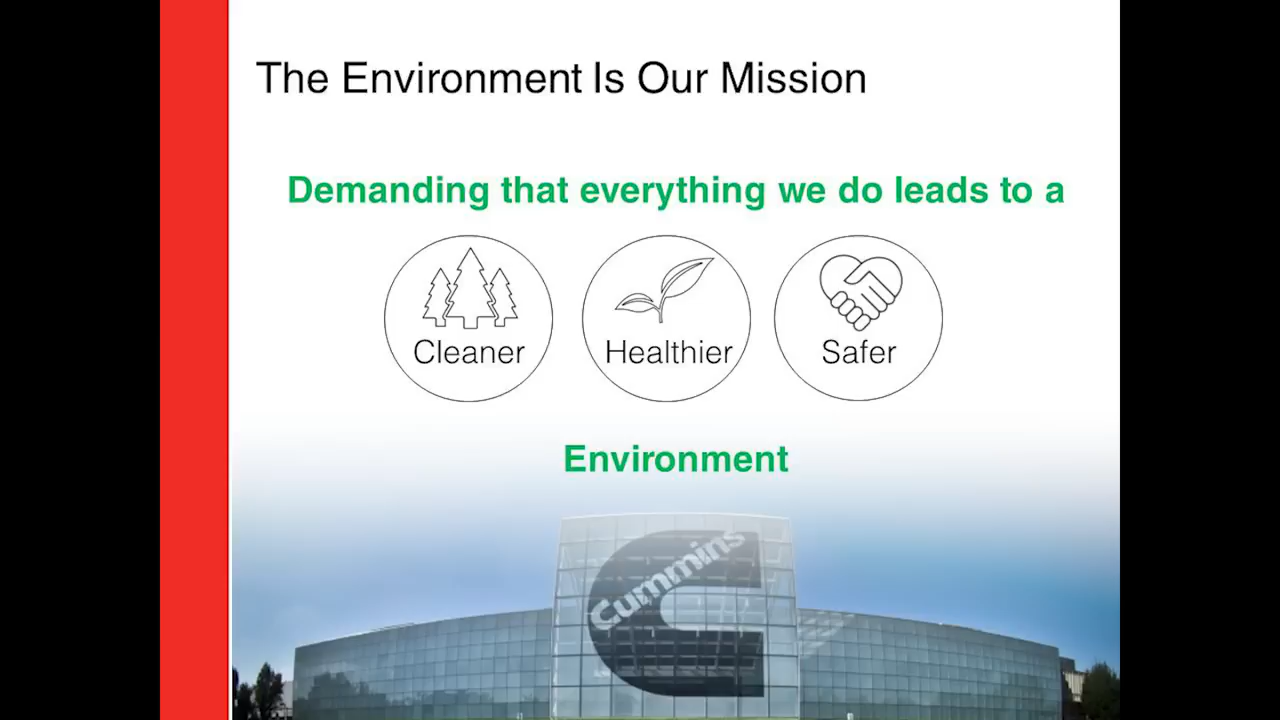 The Environment Is Our Mission
Demanding that everything we do leads to a
Cleaner
Healthier
Safer
Environment
Cummins